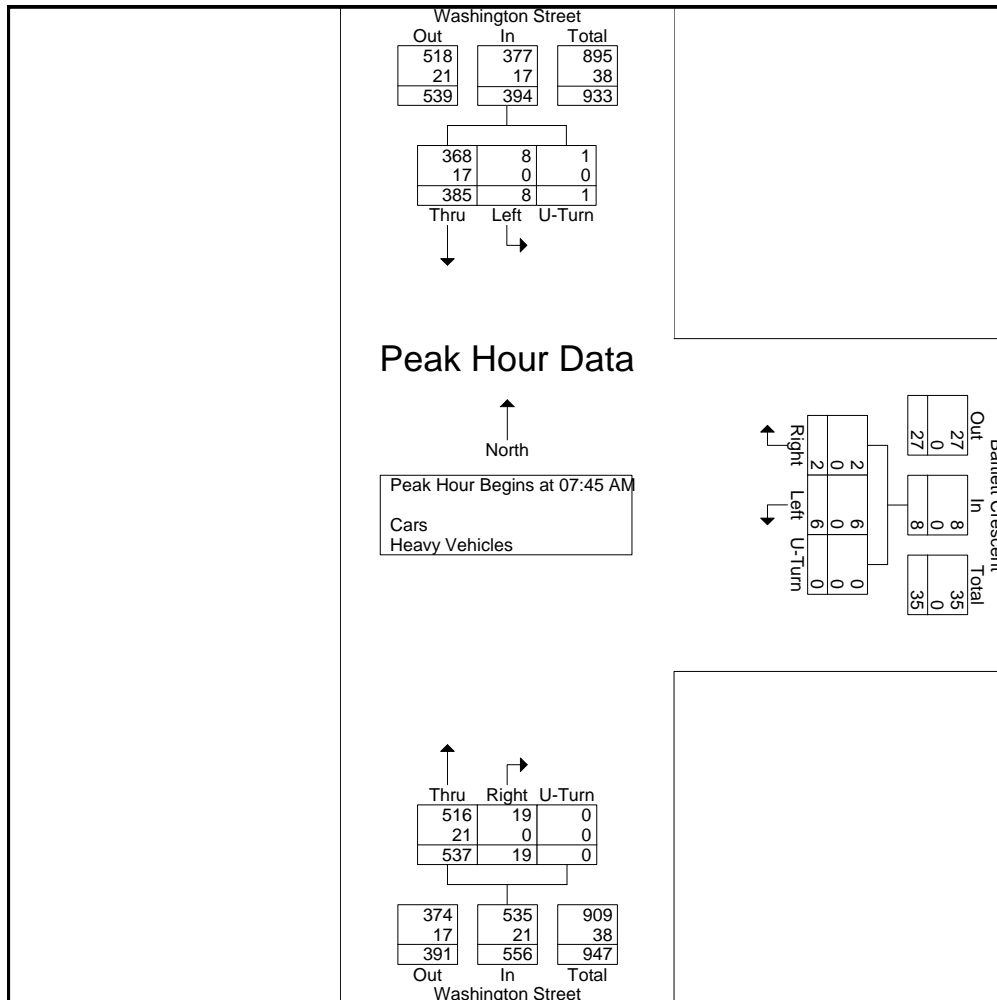 Washington Street
Out In Total
518 377 895
21 17 38
539 394 933
368 8 1
17 0 0
385 8 1
Thru Left U-Turn
Peak Hour Data
North
Peak Hour Begins at 07:45 AM
Cars
Heavy Vehicles
Right Left U-Turn
2 6 0
0 0 0
2 6 0
Out In Total
27 8 35
0 0 0
27 8 35
Bartlett Crescent
Thru Right U-Turn
516 19 0
21 0 0
537 19 0
374 535 909
17 21 38
391 556 947
Out In Total
Washington Street